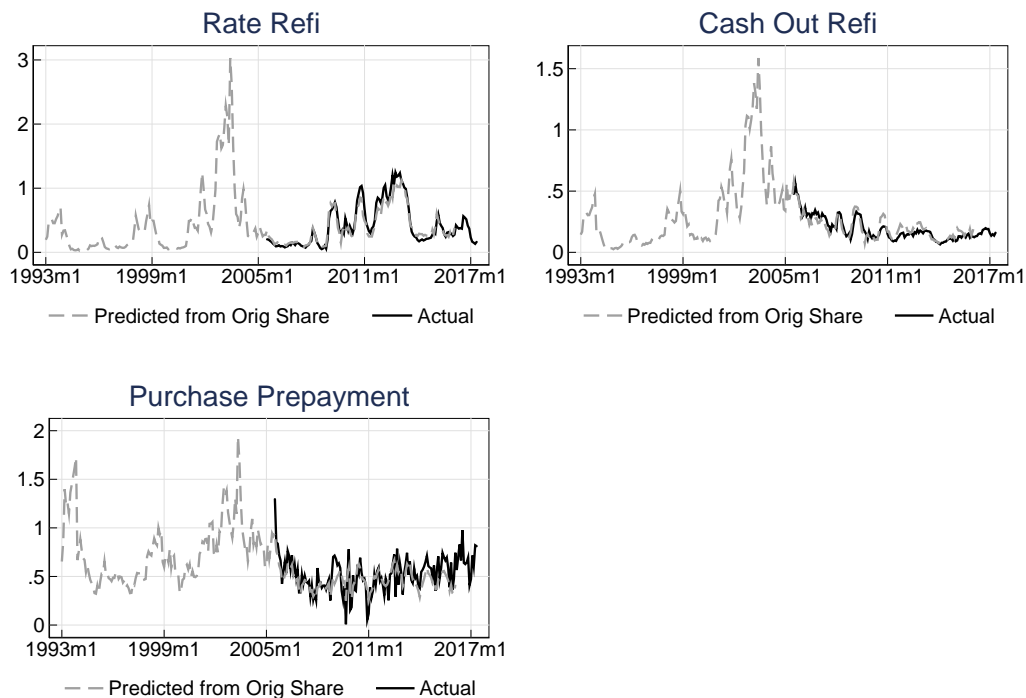 Rate Refi
3
2
1
0
1993m1 1999m1 2005m1 2011m1 2017m1
Predicted from Orig Share Actual
Cash Out Refi
1.5
1
.5
0
1993m1 1999m1 2005m1 2011m1 2017m1
Predicted from Orig Share Actual
Purchase Prepayment
2
1.5
1
.5
0
1993m1 1999m1 2005m1 2011m1 2017m1
Predicted from Orig Share Actual